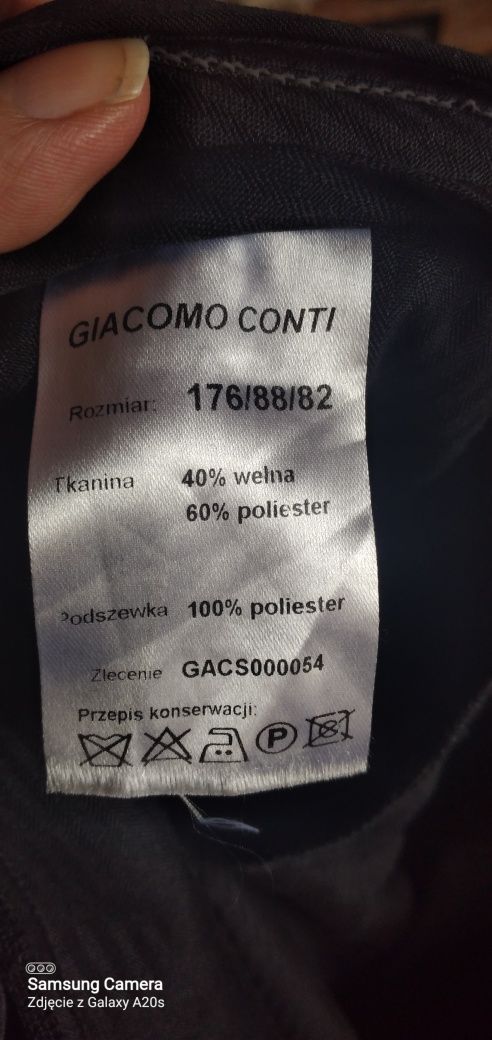 GIACOMO CONTI
Rozmiar: 176/88/82
Tkanina 40% wełna
60% poliester
Podszewka 100% poliester
Zlecenie GACS000054
Przepis konserwacji:
P
Samsung Camera
Zdjęcie z Galaxy A20s